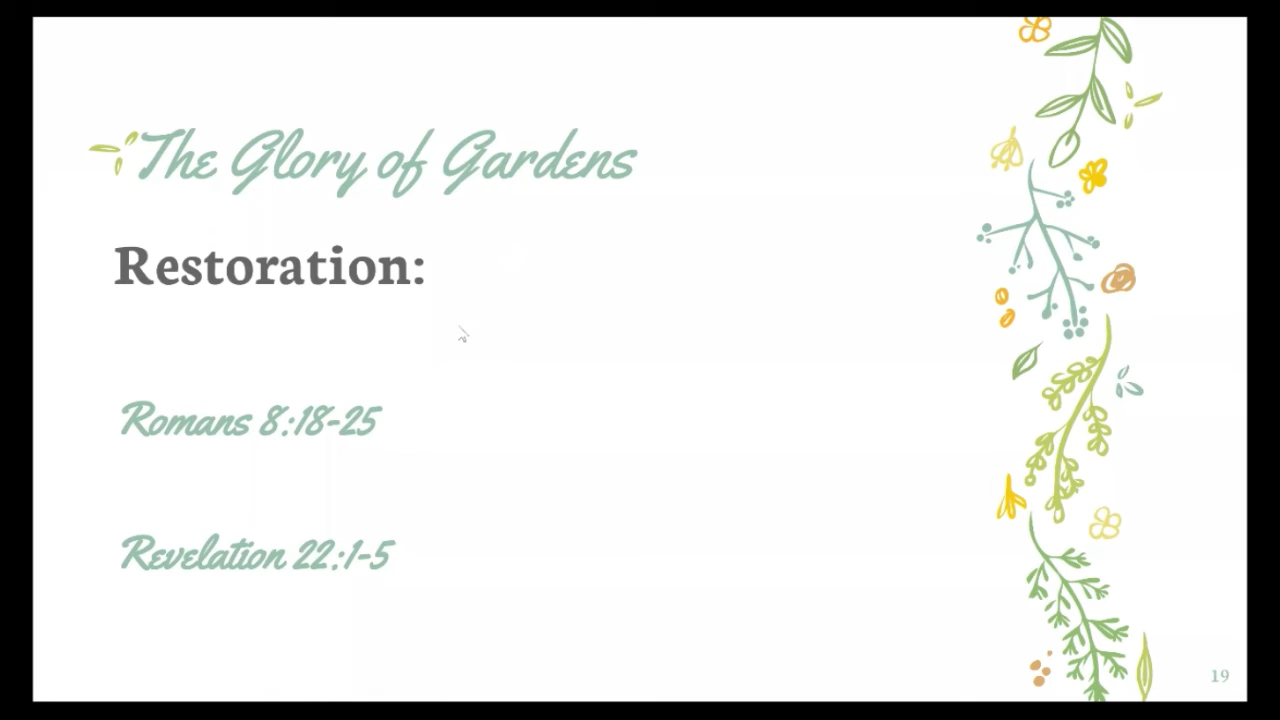 The Glory of Gardens
Restoration:
Romans 8:18-25
Revelation 22:1-5
19